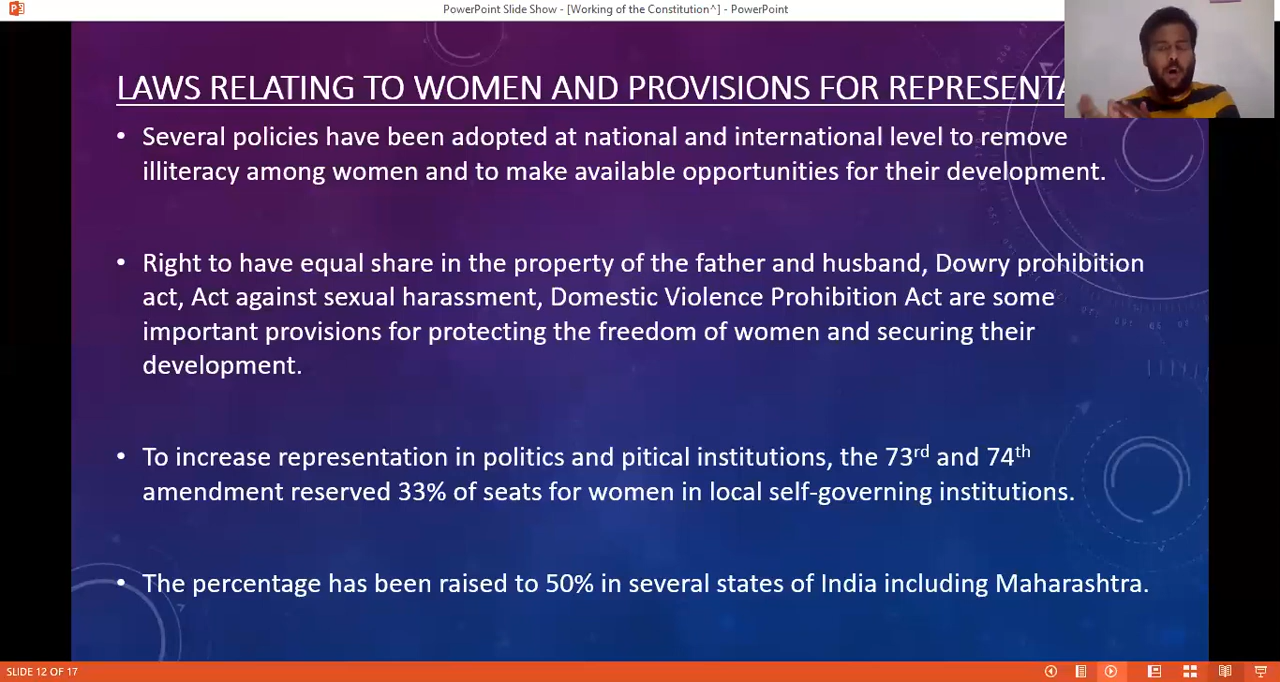 PowerPoint Slide Show - [Working of the Constitution^] - PowerPoint
LAWS RELATING TO WOMEN AND PROVISIONS FOR REPRESENTA
• Several policies have been adopted at national and international level to remove
illiteracy among women and to make available opportunities for their development.
• Right to have equal share in the property of the father and husband, Dowry prohibition
act, Act against sexual harassment, Domestic Violence Prohibition Act are some
important provisions for protecting the freedom of women and securing their
development.
• To increase representation in politics and pitical institutions, the 73rd and 74th
amendment reserved 33% of seats for women in local self-governing institutions.
• The percentage has been raised to 50% in several states of India including Maharashtra.
SLIDE 12 OF 17